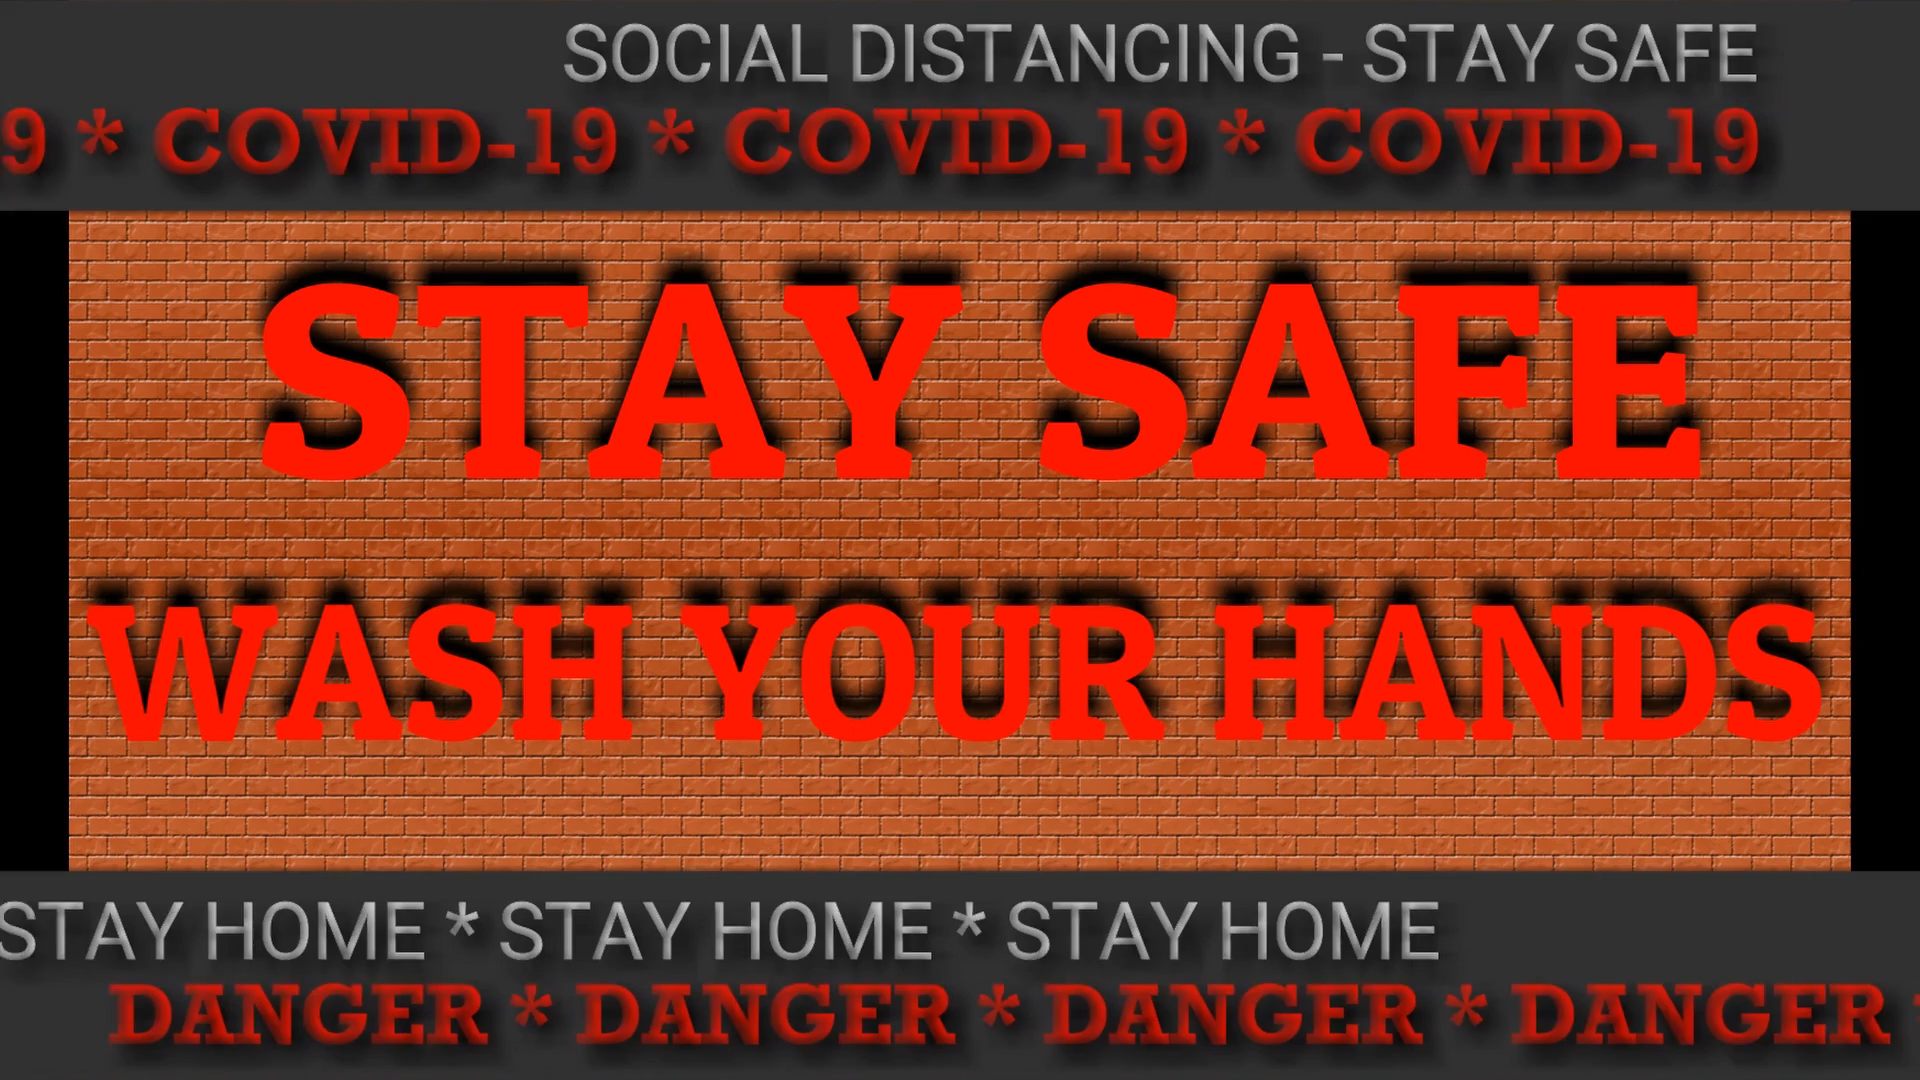 SOCIAL DISTANCING - STAY SAFE
9 * COVID-19 * COVID-19 * COVID-19
STAY SAFE
WASH YOUR HANDS
STAY HOME * STAY HOME * STAY HOME
DANGER * DANGER * DANGER * DANGER *